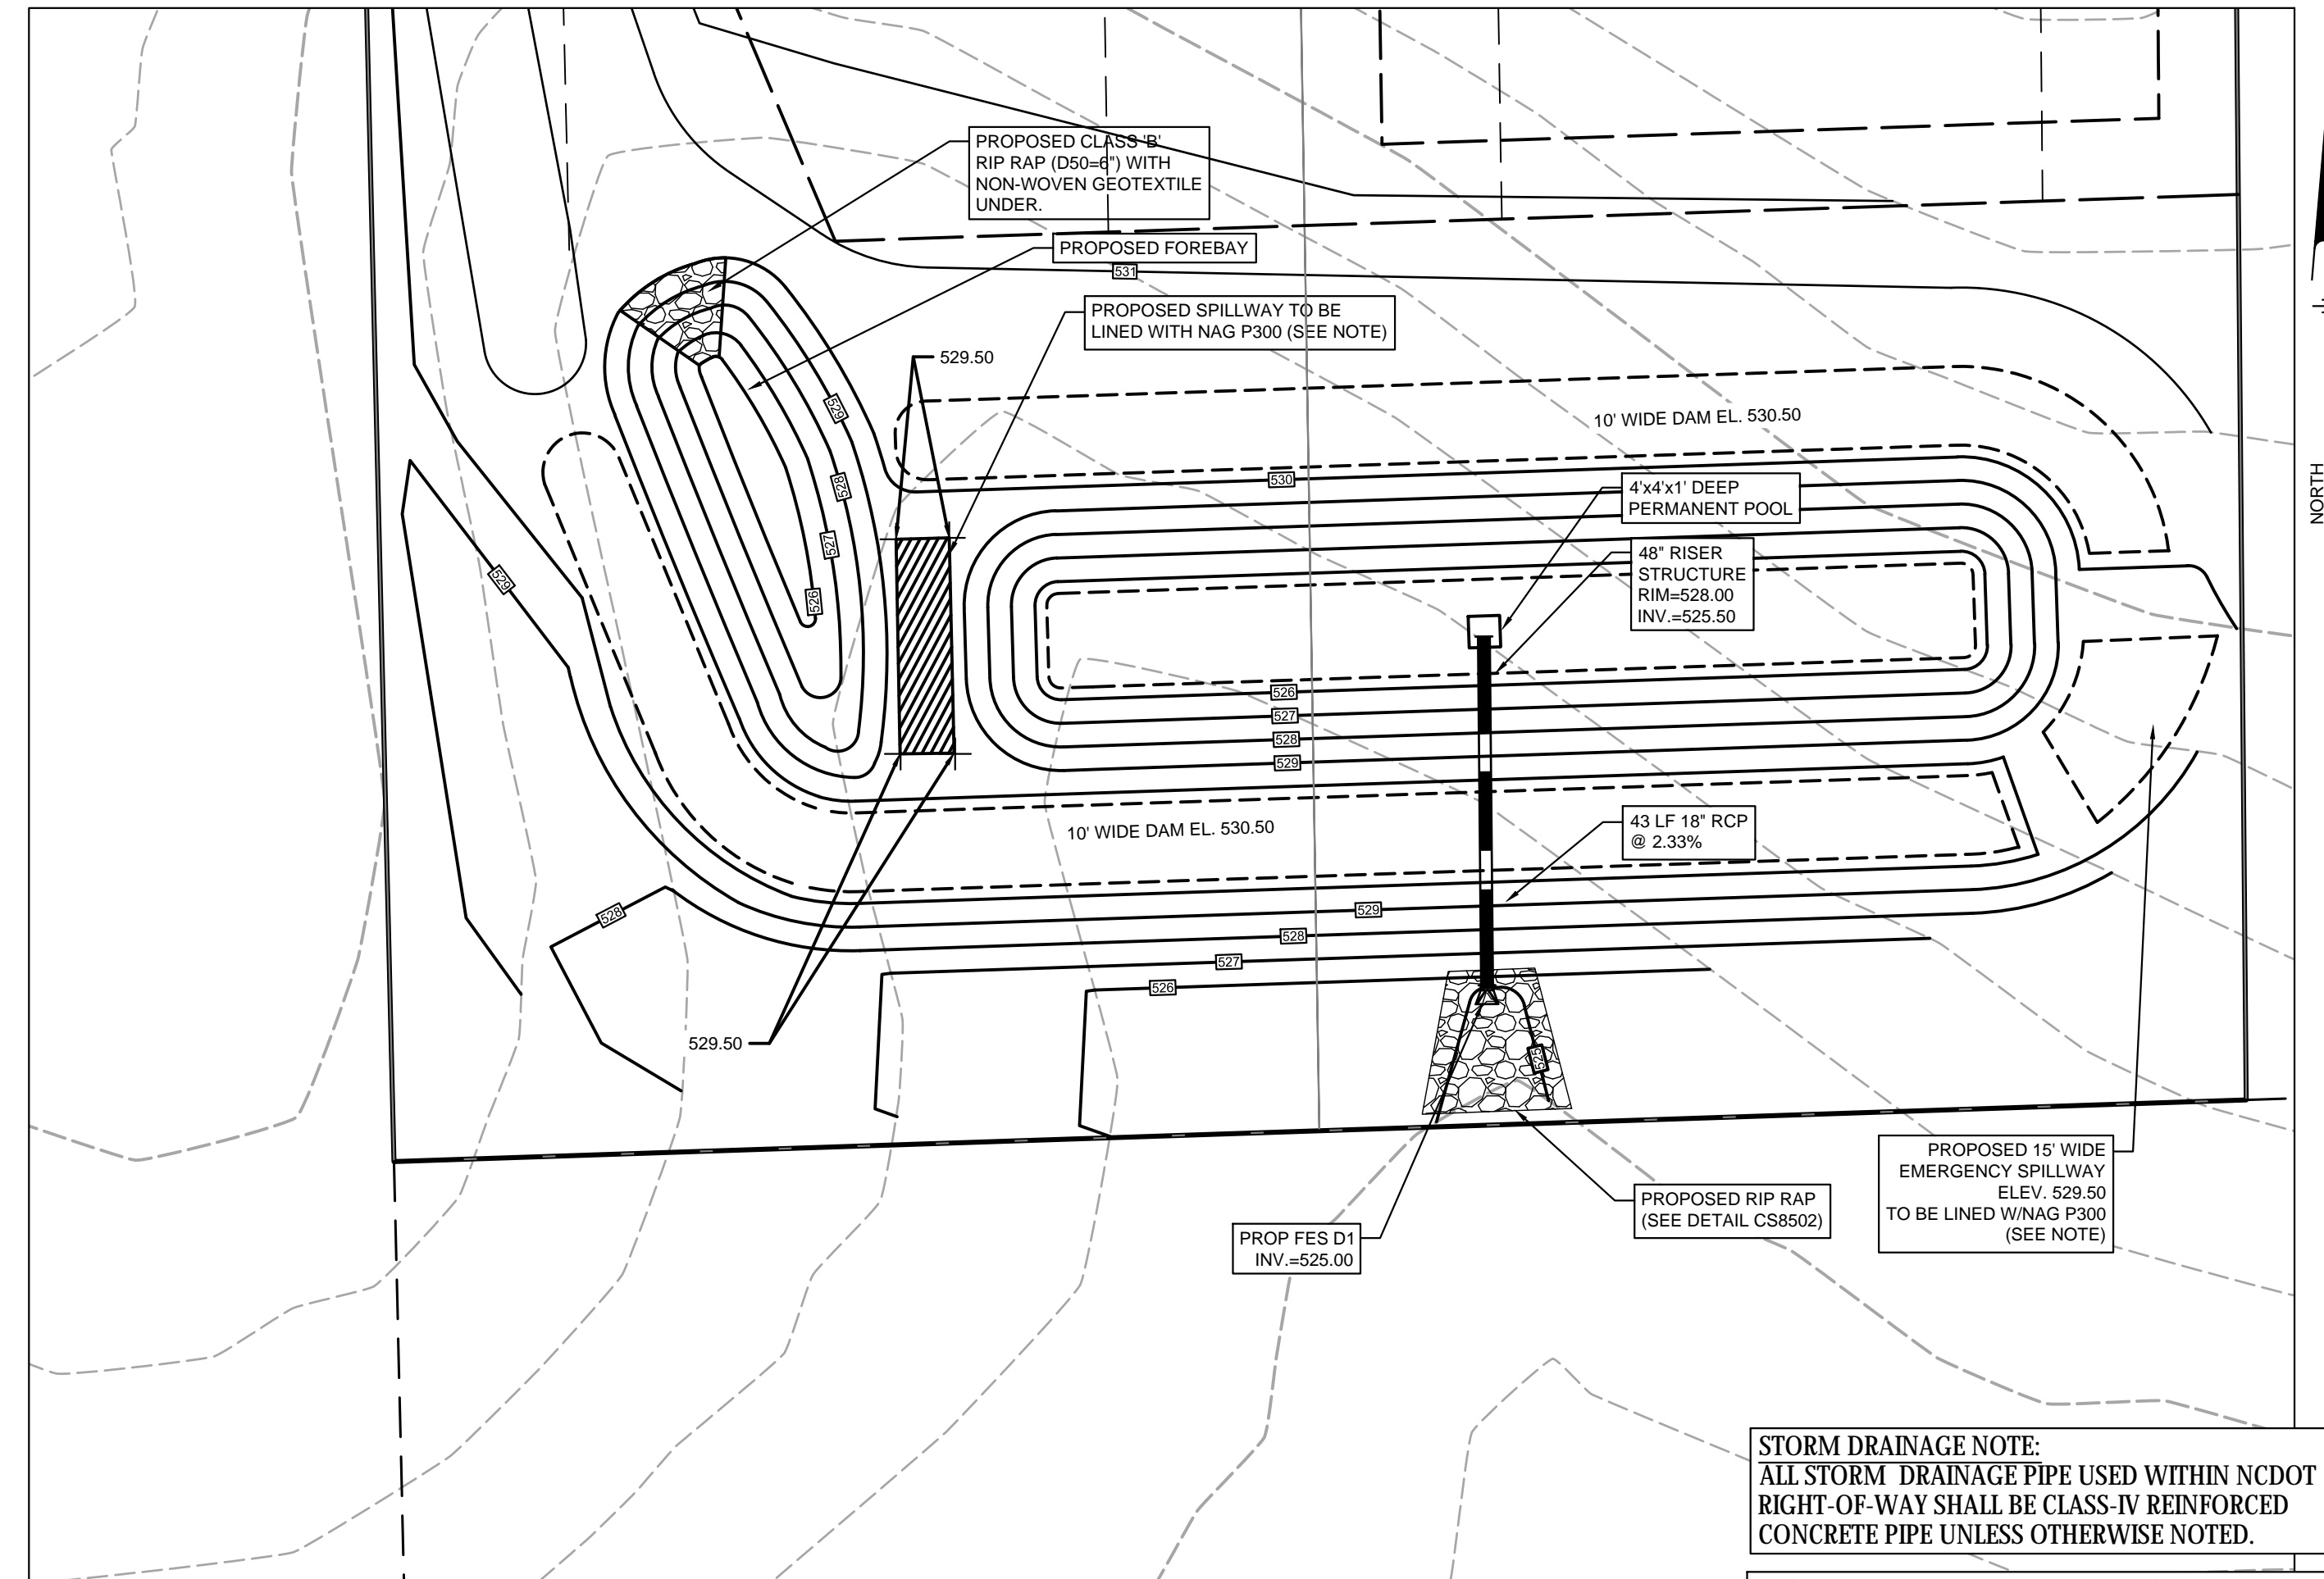 PROPOSED CLASS 'B'
RIP RAP (D50=6") WITH
NON-WOVEN GEOTEXTILE
UNDER.
PROPOSED FOREBAY
531
PROPOSED SPILLWAY TO BE
LINED WITH NAG P300 (SEE NOTE)
529.50
529
528
527
526
10' WIDE DAM EL. 530.50
530
4'x4'x1' DEEP
PERMANENT POOL
48" RISER
STRUCTURE
RIM=528.00
INV.=525.50
NORTH
529
526
527
528
529
10' WIDE DAM EL. 530.50
43 LF 18" RCP
@ 2.33%
528
529
528
527
526
529.50
525
PROPOSED 15' WIDE
EMERGENCY SPILLWAY
ELEV. 529.50
TO BE LINED W/NAG P300
(SEE NOTE)
PROPOSED RIP RAP
(SEE DETAIL CS8502)
PROP FES D1
INV.=525.00
STORM DRAINAGE NOTE:
ALL STORM DRAINAGE PIPE USED WITHIN NCDOT
RIGHT-OF-WAY SHALL BE CLASS-IV REINFORCED
CONCRETE PIPE UNLESS OTHERWISE NOTED.